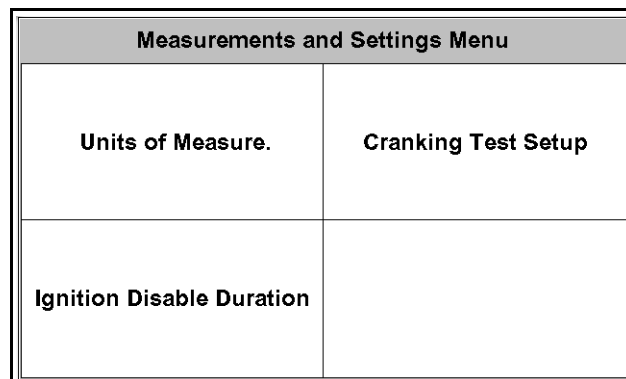 Measurements and Settings Menu
Units of Measure.
Cranking Test Setup
Ignition Disable Duration